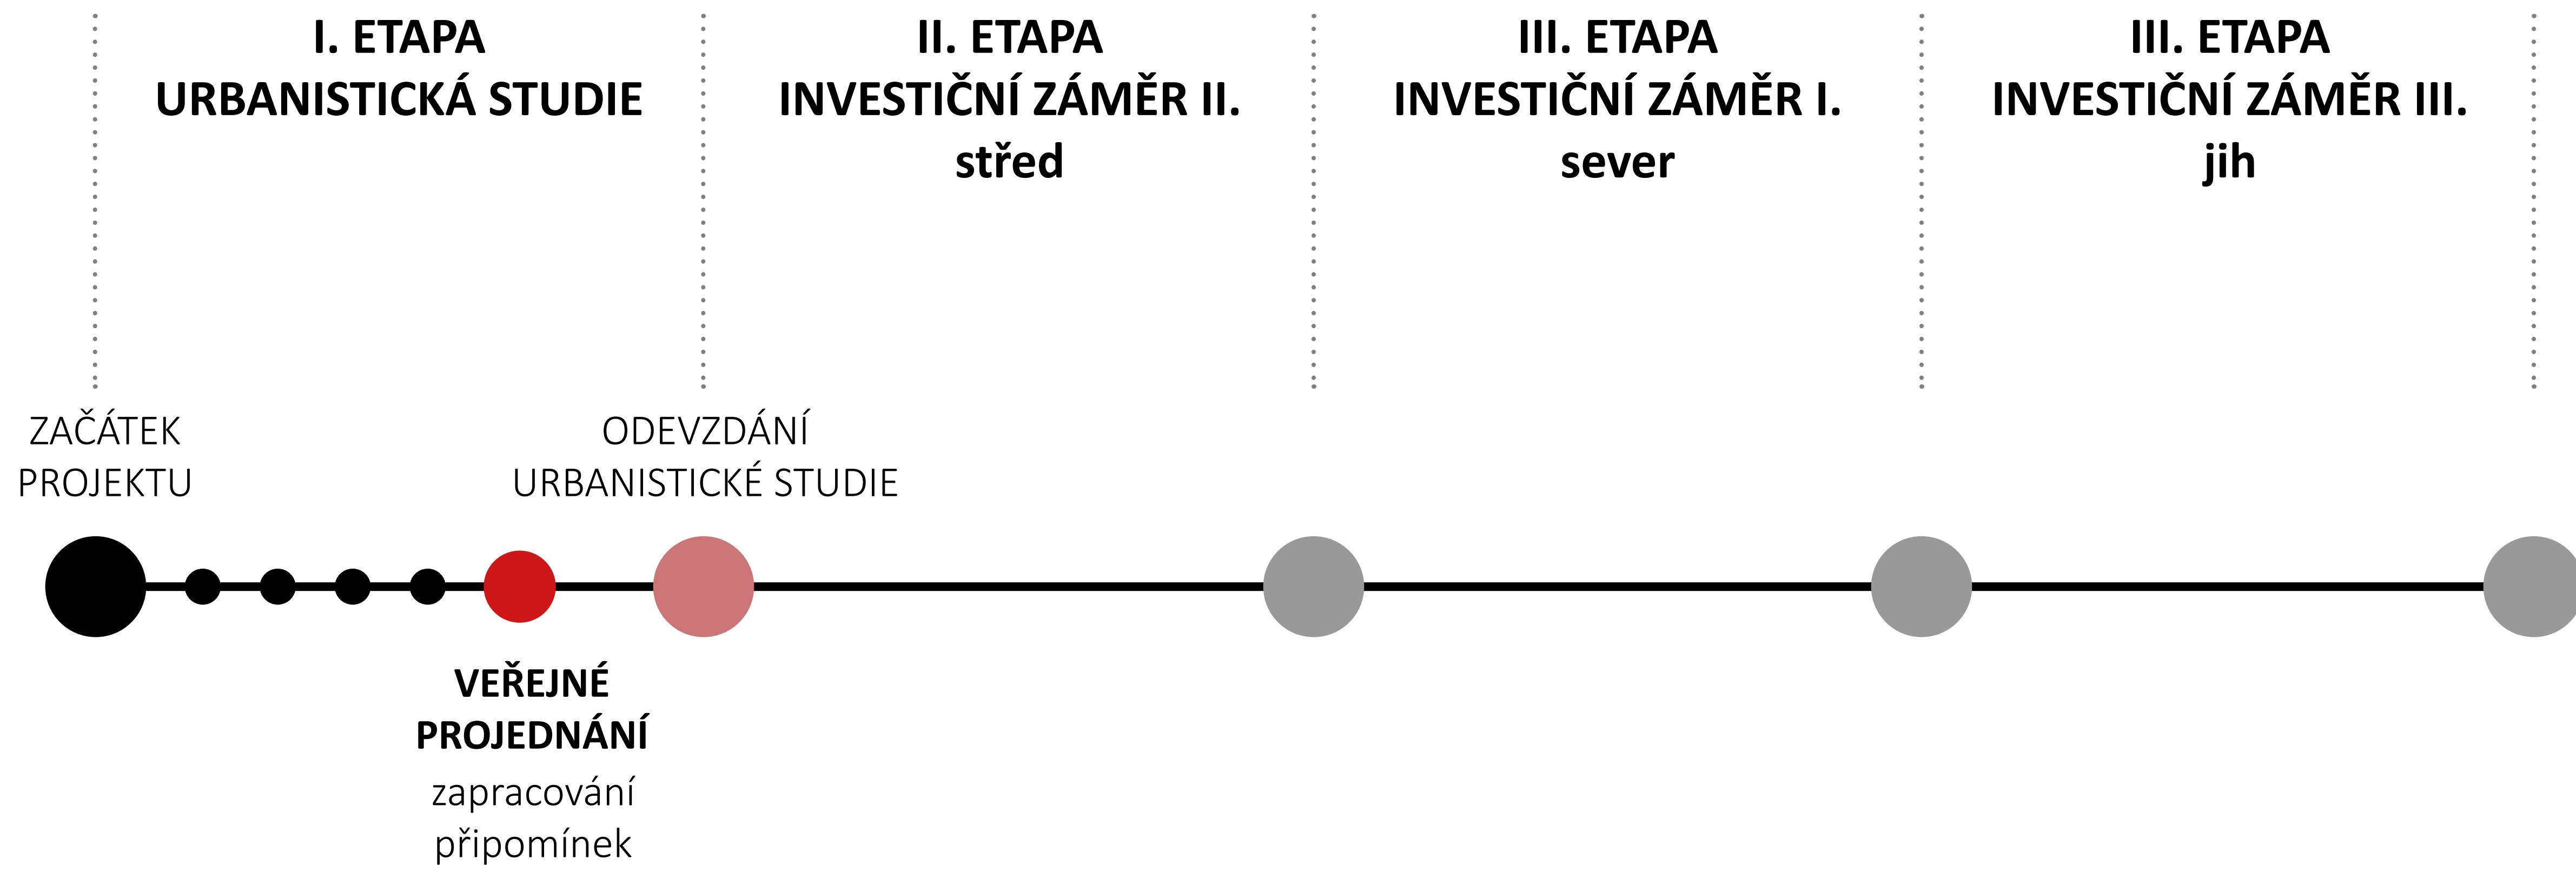 I. ETAPA
URBANISTICKÁ STUDIE
II. ETAPA
INVESTIČNÍ ZÁMĚR II.
střed
III. ETAPA
INVESTIČNÍ ZÁMĚR I.
sever
III. ETAPA
INVESTIČNÍ ZÁMĚR III.
jih
ZAČÁTEK
PROJEKTU
ODEVZDÁNÍ
URBANISTICKÉ STUDIE
VEŘEJNÉ
PROJEDNÁNÍ
zapracování
připomínek